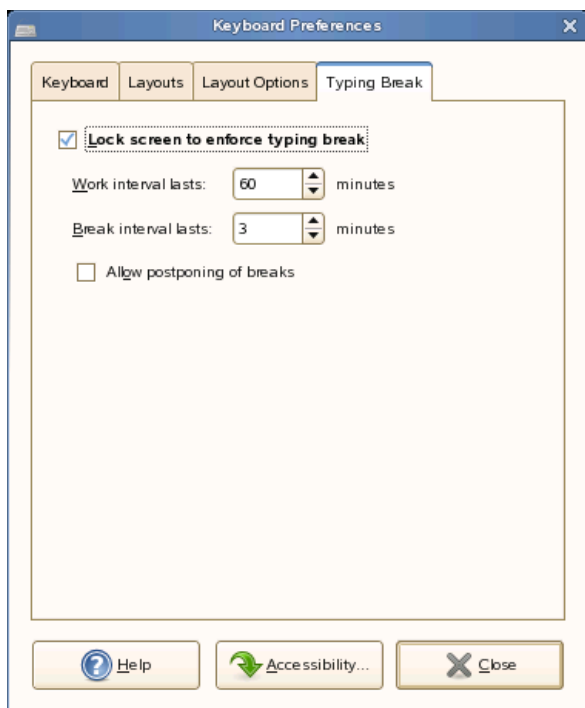 Keyboard Preferences
Keyboard Layouts Layout Options Typing Break
Lock screen to enforce typing break
Work interval lasts: 60 minutes
Break interval lasts: 3 minutes
Allow postponing of breaks
Help Accessibility... Close